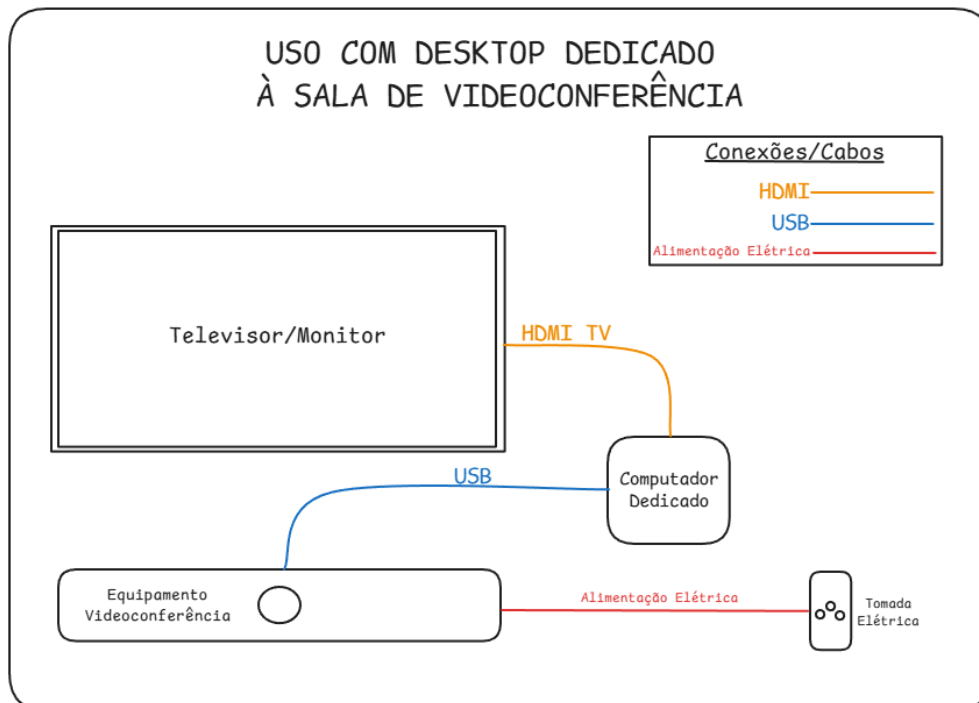 USO COM DESKTOP DEDICADO
À SALA DE VIDEOCONFERÊNCIA
Conexões/Cabos
HDMI
USB
Alimentação Elétrica
Televisor/Monitor
HDMI TV
USB
Computador
Dedicado
Equipamento
Videoconferência
Alimentação Elétrica
Tomada
Elétrica